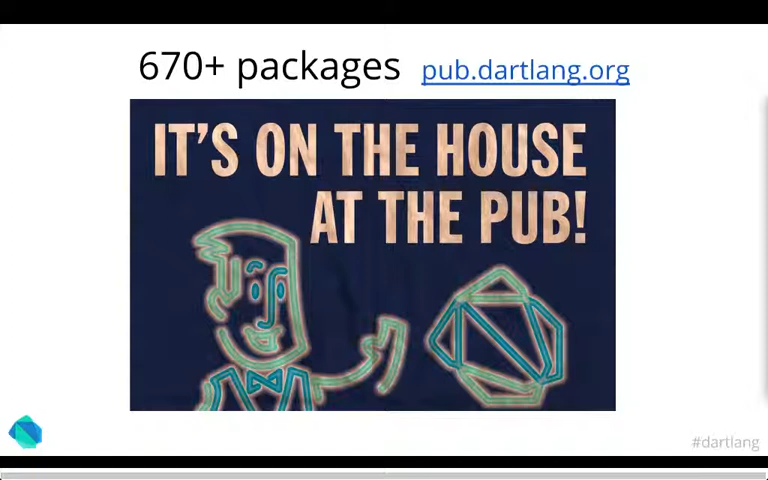 670+ packages pub.dartlang.org
IT'S ON THE HOUSE
AT THE PUB!
#dartlang